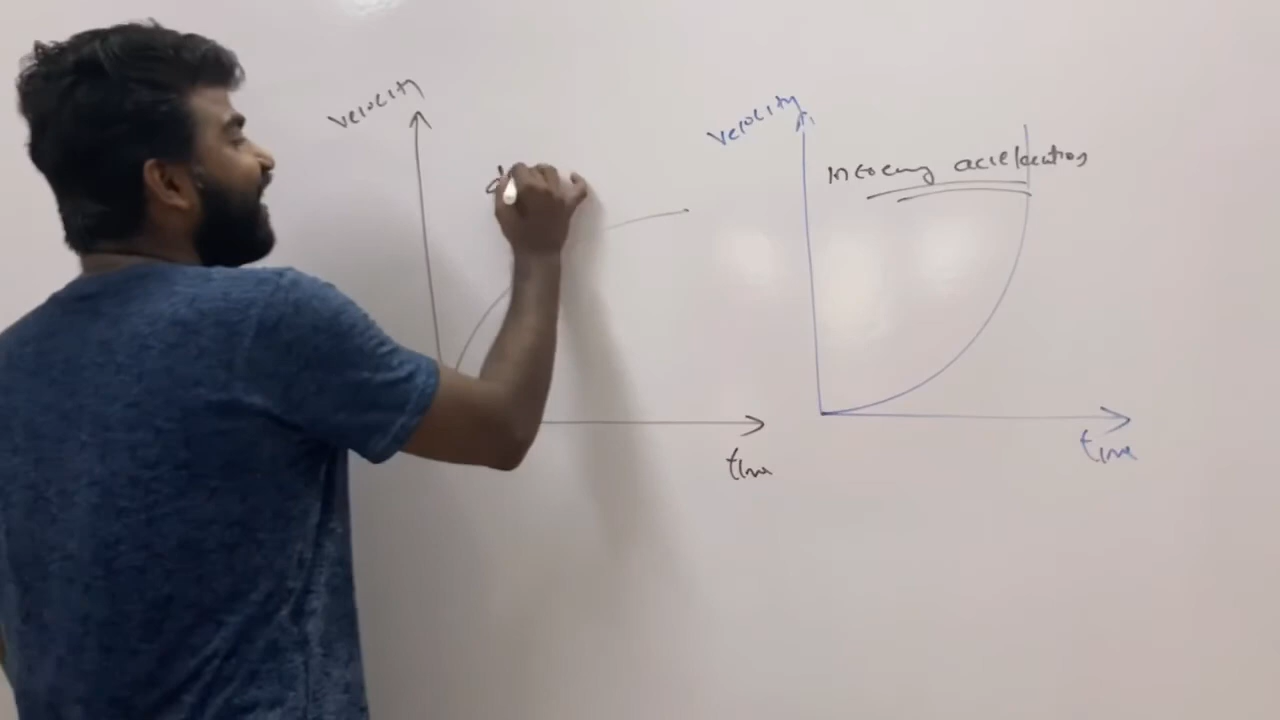 velocity
d
time
velocity
increasing acceleration
time